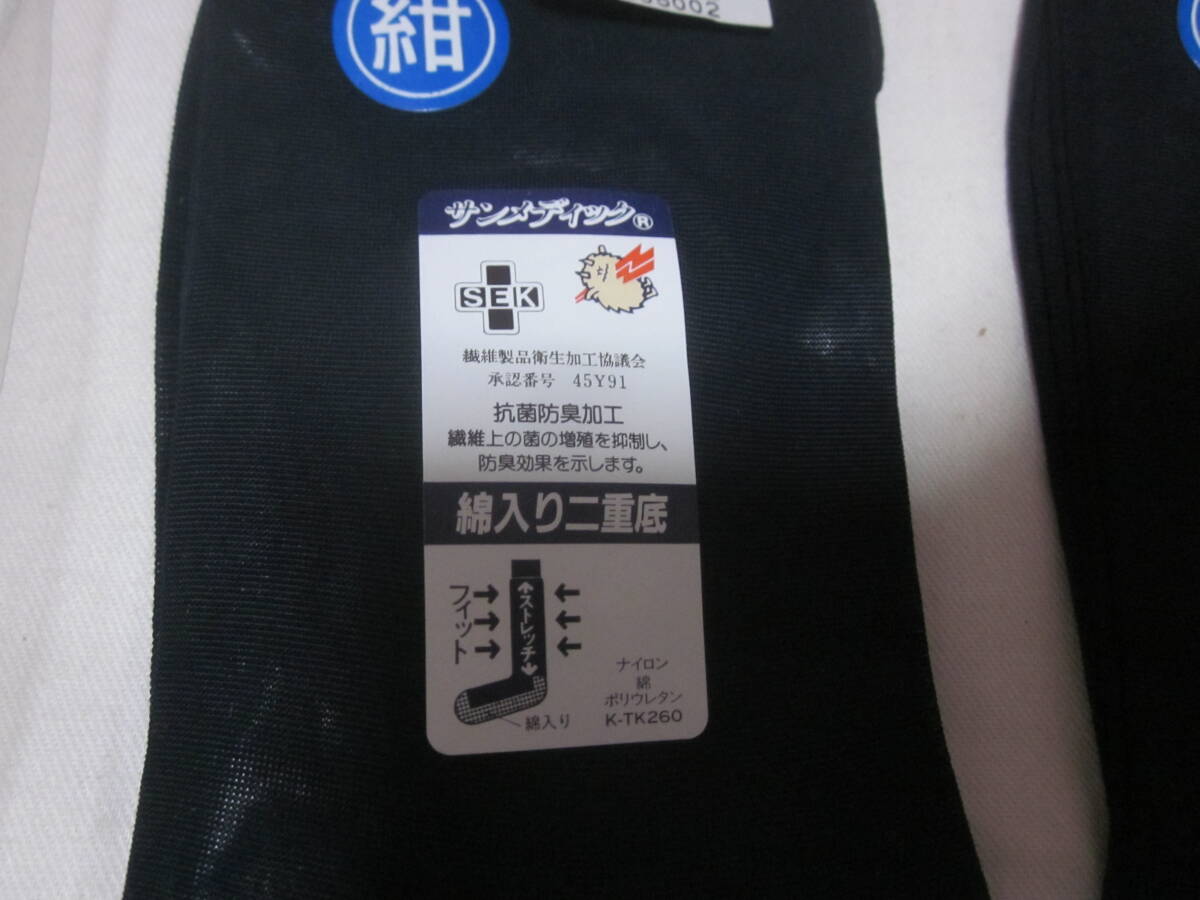 紺
サンメディック®
SEK
繊維製品衛生加工協議会
承認番号 45Y91
抗菌防臭加工
繊維上の菌の増殖を抑制し、
防臭効果を示します。
綿入り二重底
フィット
ストレッチ
綿入り
ナイロン
綿
ポリウレタン
K-TK260